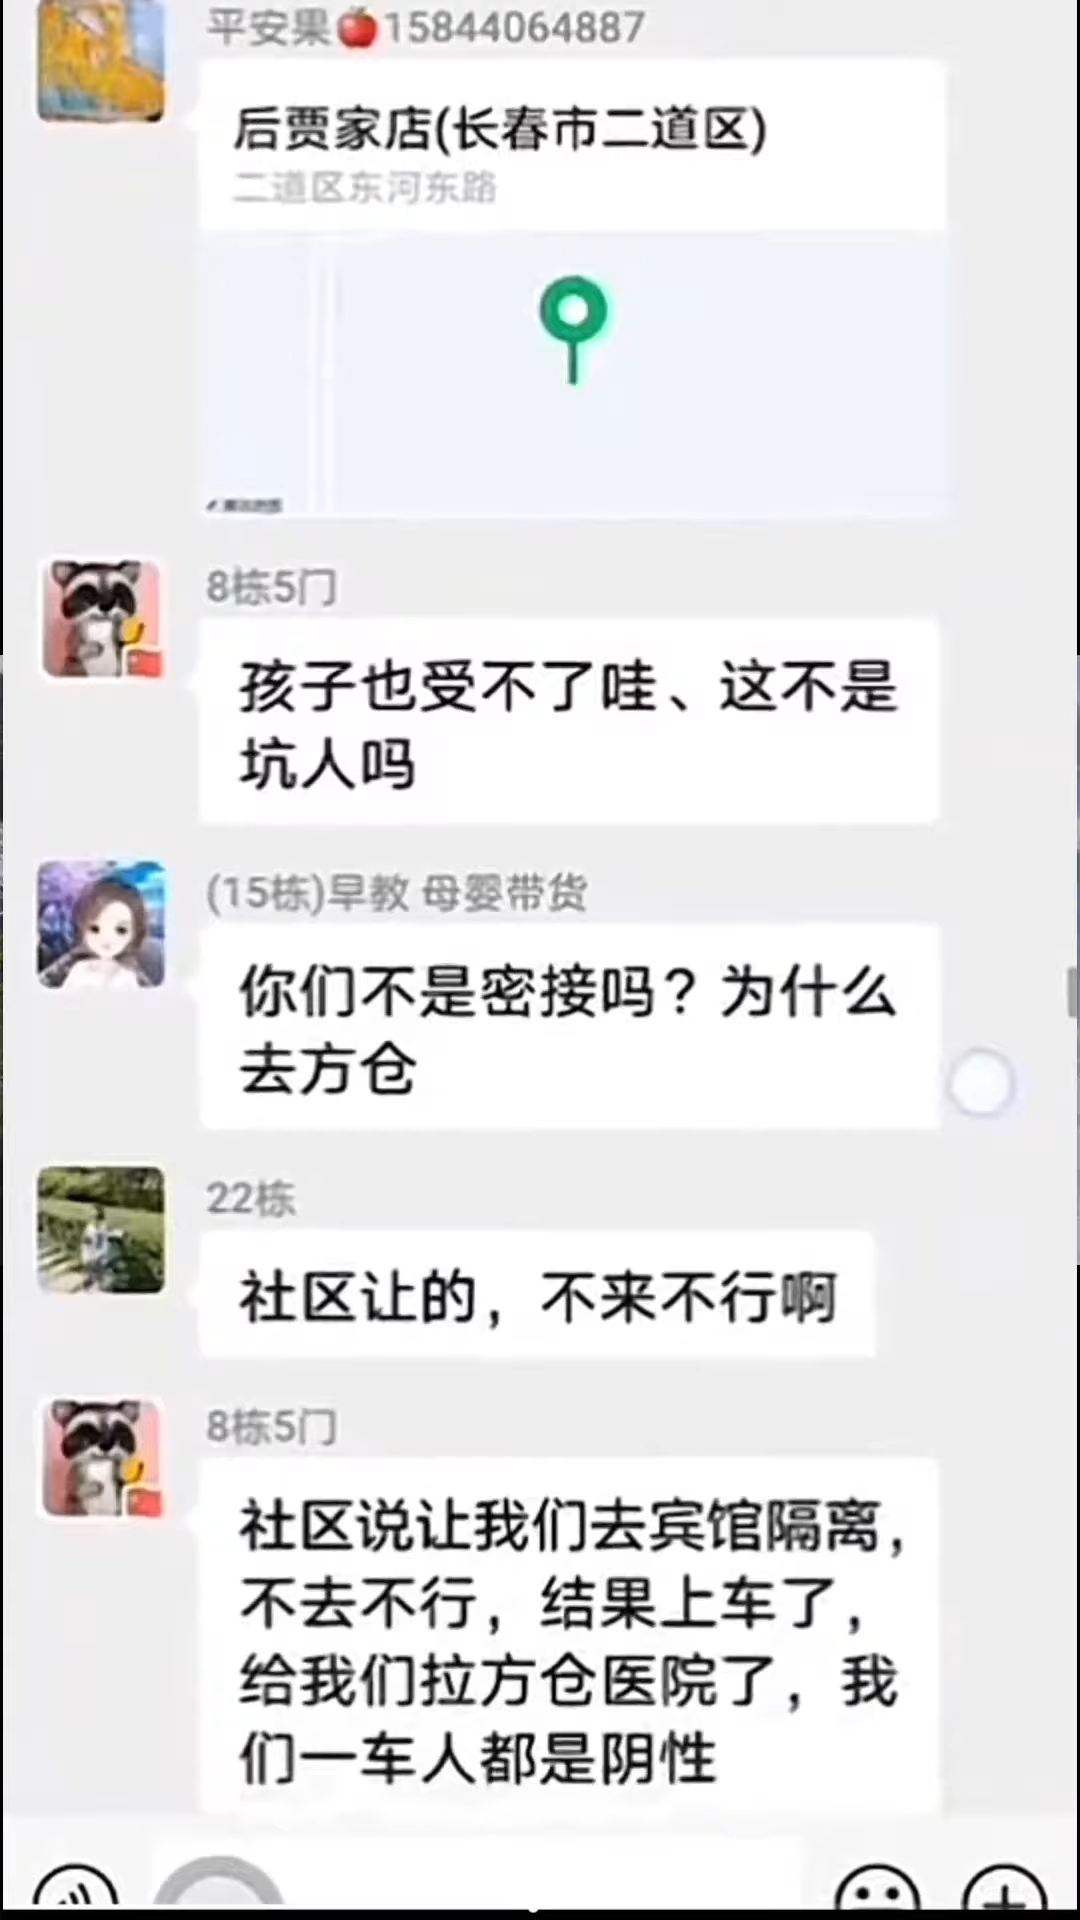 平安果🍎15844064887
后贾家店(长春市二道区)
二道区东河东路
8栋5门
孩子也受不了哇、这不是
坑人吗
(15栋)早教 母婴带货
你们不是密接吗？为什么
去方仓
22栋
社区让的，不来不行啊
8栋5门
社区说让我们去宾馆隔离，
不去不行，结果上车了，
给我们拉方仓医院了，我
们一车人都是阴性